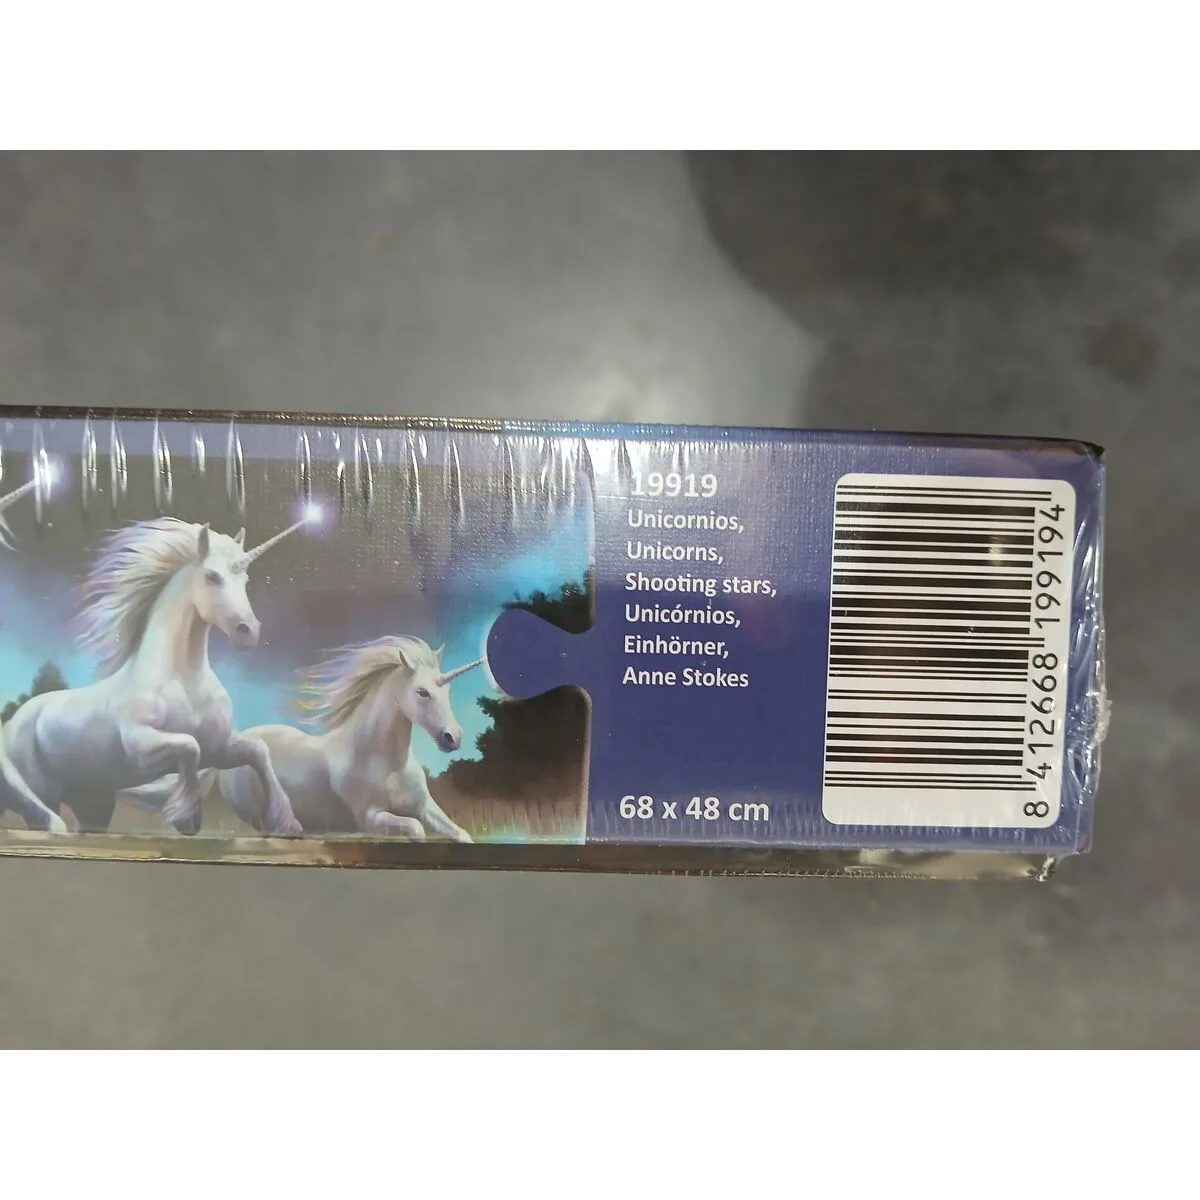 19919
Unicornios,
Unicorns,
Shooting stars,
Unicórnios,
Einhörner,
Anne Stokes
68 x 48 cm
8 412668 199194